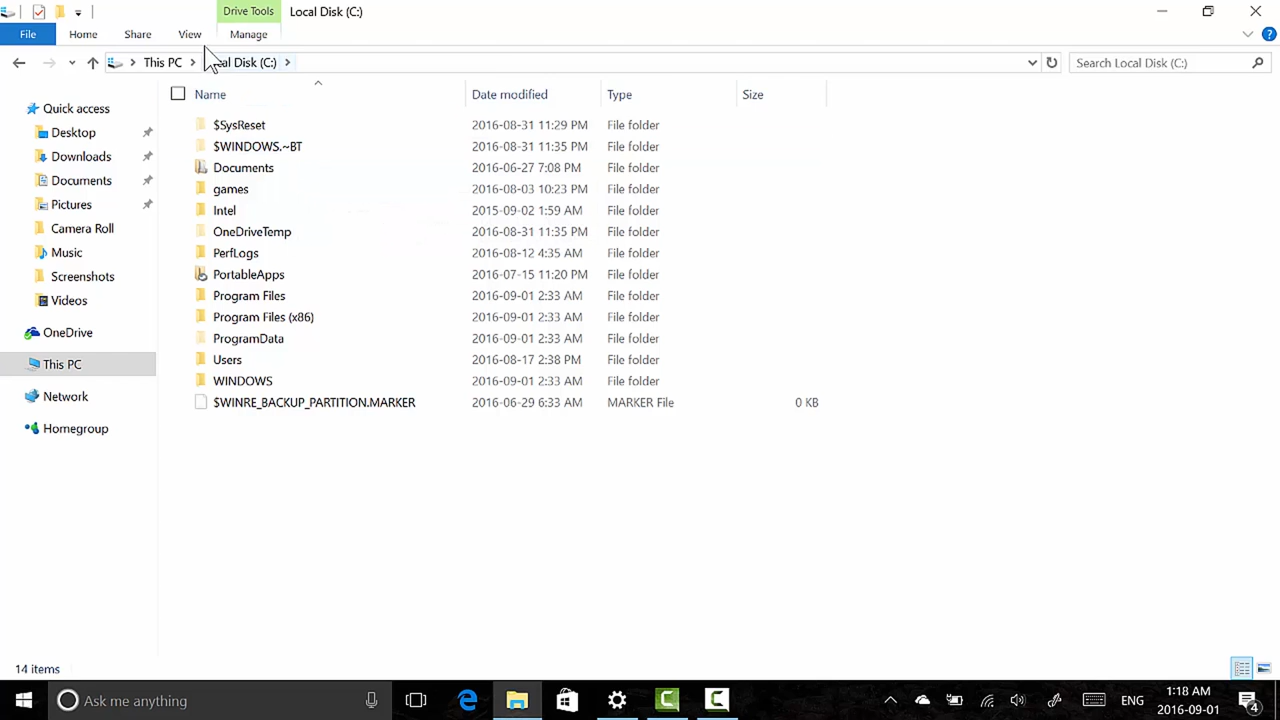 Drive Tools Local Disk (C:)
File Home Share View Manage
This PC al Disk (C:) Search Local Disk (C:)
Name Date modified Type Size
Quick access
Desktop
Downloads
Documents
Pictures
Camera Roll
Music
Screenshots
Videos
OneDrive
This PC
Network
Homegroup
$SysReset 2016-08-31 11:29 PM File folder
$WINDOWS.~BT 2016-08-31 11:35 PM File folder
Documents 2016-06-27 7:08 PM File folder
games 2016-08-03 10:23 PM File folder
Intel 2015-09-02 1:59 AM File folder
OneDriveTemp 2016-08-31 11:35 PM File folder
PerfLogs 2016-08-12 4:35 AM File folder
PortableApps 2016-07-15 11:20 PM File folder
Program Files 2016-09-01 2:33 AM File folder
Program Files (x86) 2016-09-01 2:33 AM File folder
ProgramData 2016-09-01 2:33 AM File folder
Users 2016-08-17 2:38 PM File folder
WINDOWS 2016-09-01 2:33 AM File folder
$WINRE_BACKUP_PARTITION.MARKER 2016-06-29 6:33 AM MARKER File 0 KB
14 items
Ask me anything ENG 1:18 AM
2016-09-01 4